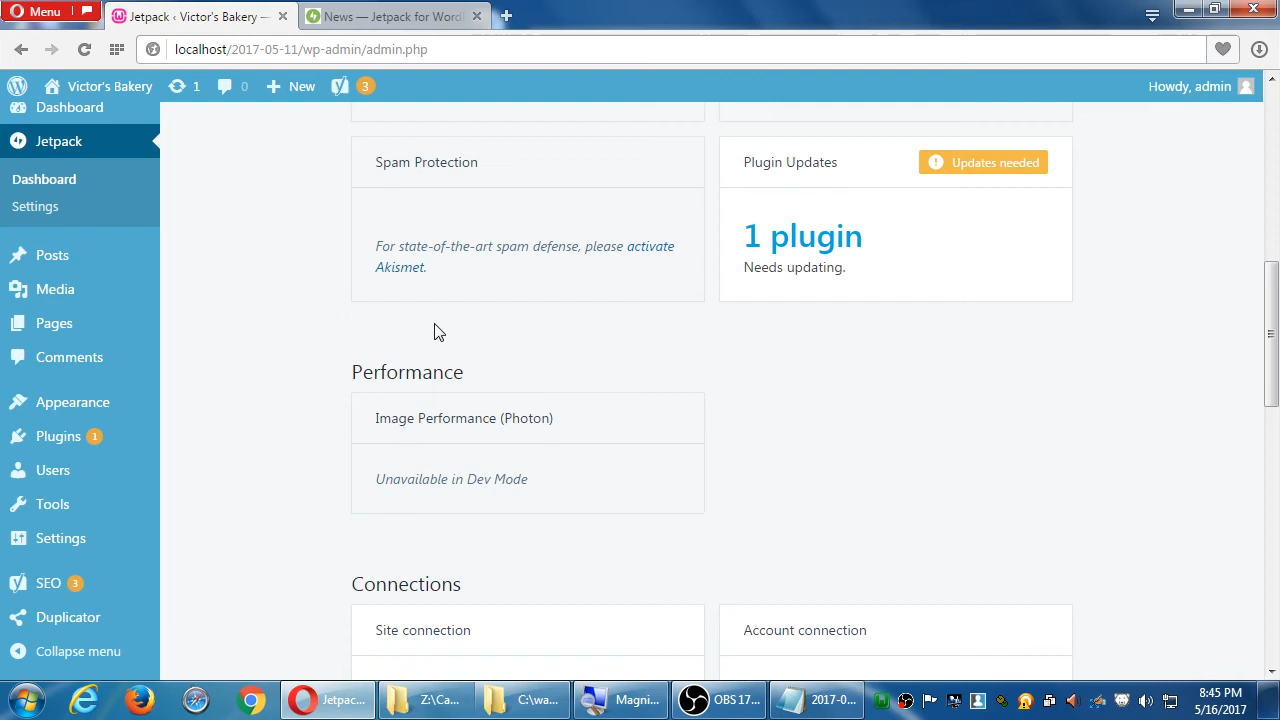 Menu
Jetpack ‹ Victor's Bakery —
News — Jetpack for Word
localhost/2017-05-11/wp-admin/admin.php
Victor's Bakery
1
0
New
3
Howdy, admin
Dashboard
Jetpack
Dashboard
Settings
Posts
Media
Pages
Comments
Appearance
Plugins 1
Users
Tools
Settings
SEO 3
Duplicator
Collapse menu
Spam Protection
For state-of-the-art spam defense, please activate
Akismet.
Plugin Updates
Updates needed
1 plugin
Needs updating.
Performance
Image Performance (Photon)
Unavailable in Dev Mode
Connections
Site connection
Account connection
Jetpac...
Z:\Ca...
C:\wa...
Magni...
OBS 17...
2017-0...
8:45 PM
5/16/2017